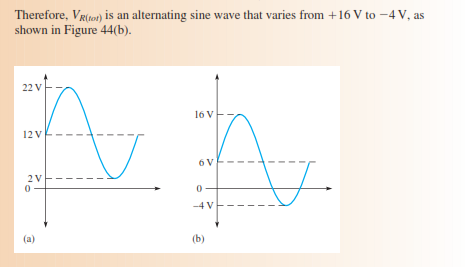 Therefore, VR(tot) is an alternating sine wave that varies from +16 V to −4 V, as
shown in Figure 44(b).
22 V
12 V
2 V
0
(a)
16 V
6 V
0
−4 V
(b)